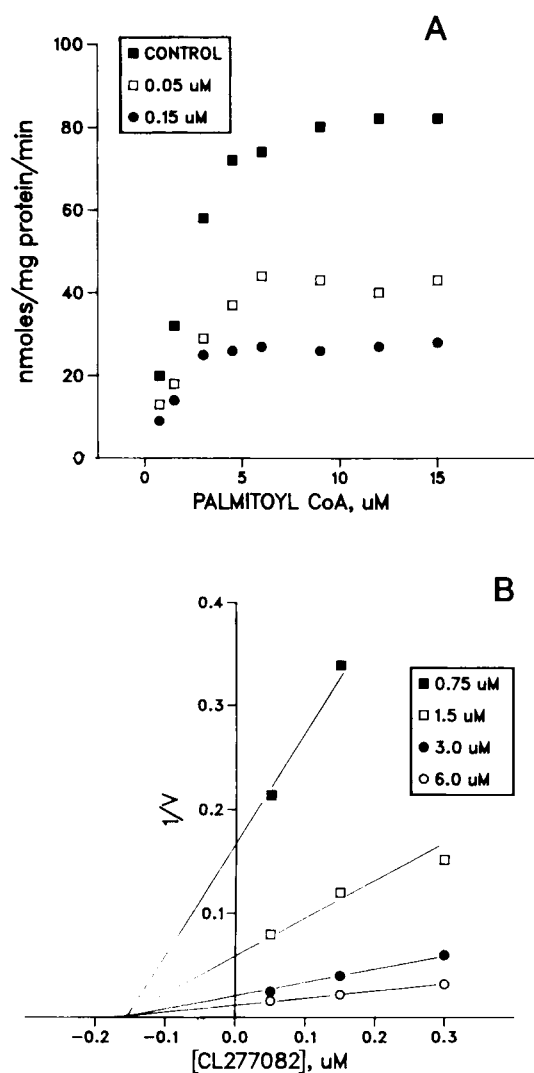 A
100
80
60
40
20
0
nmoles/mg protein/min
CONTROL
0.05 uM
0.15 uM
0 5 10 15
PALMITOYL CoA, uM
B
0.4
0.3
0.2
0.1
1/V
0.75 uM
1.5 uM
3.0 uM
6.0 uM
-0.2 -0.1 0.0 0.1 0.2 0.3
[CL277082], uM